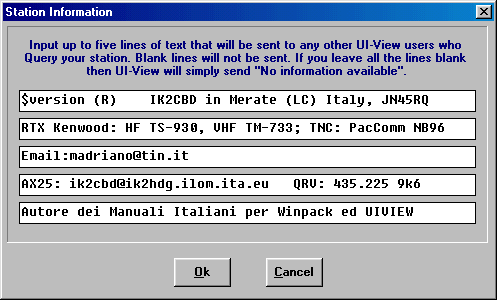 Station Information
Input up to five lines of text that will be sent to any other UI-View users who
Query your station. Blank lines will not be sent. If you leave all the lines blank
then UI-View will simply send "No information available".
$version (R)    IK2CBD in Merate (LC) Italy, JN45RQ
RTX Kenwood: HF TS-930, VHF TM-733; TNC: PacComm NB96
Email:madriano@tin.it
AX25: ik2cbd@ik2hdg.ilom.ita.eu   QRV: 435.225 9k6
Autore dei Manuali Italiani per Winpack ed UIVIEW
Ok
Cancel